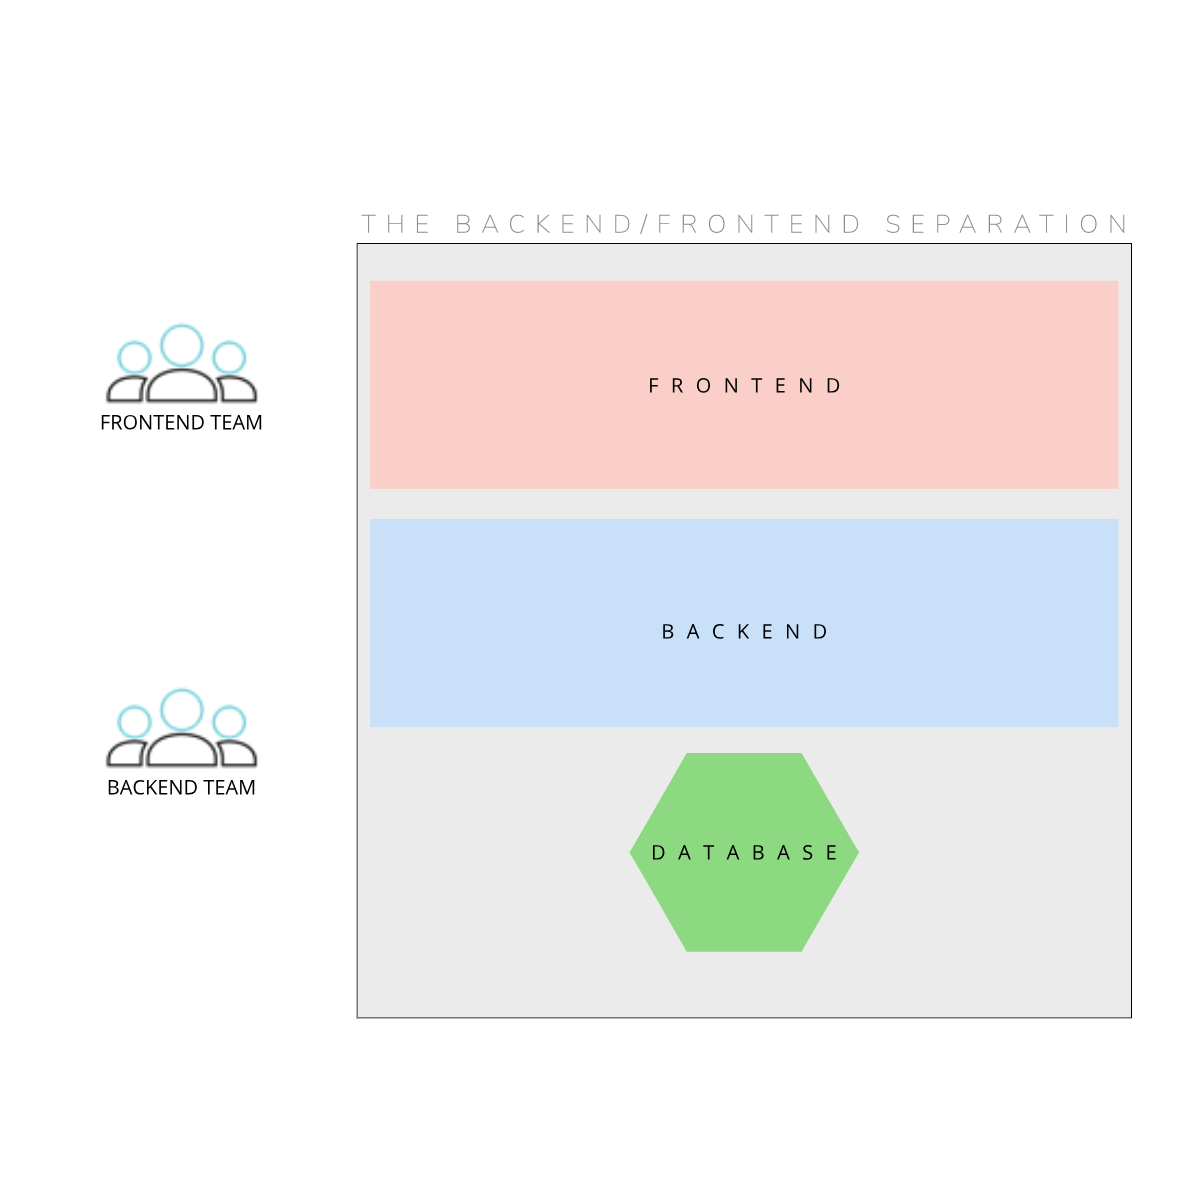 THE BACKEND/FRONTEND SEPARATION
FRONTEND
FRONTEND TEAM
BACKEND
BACKEND TEAM
DATABASE